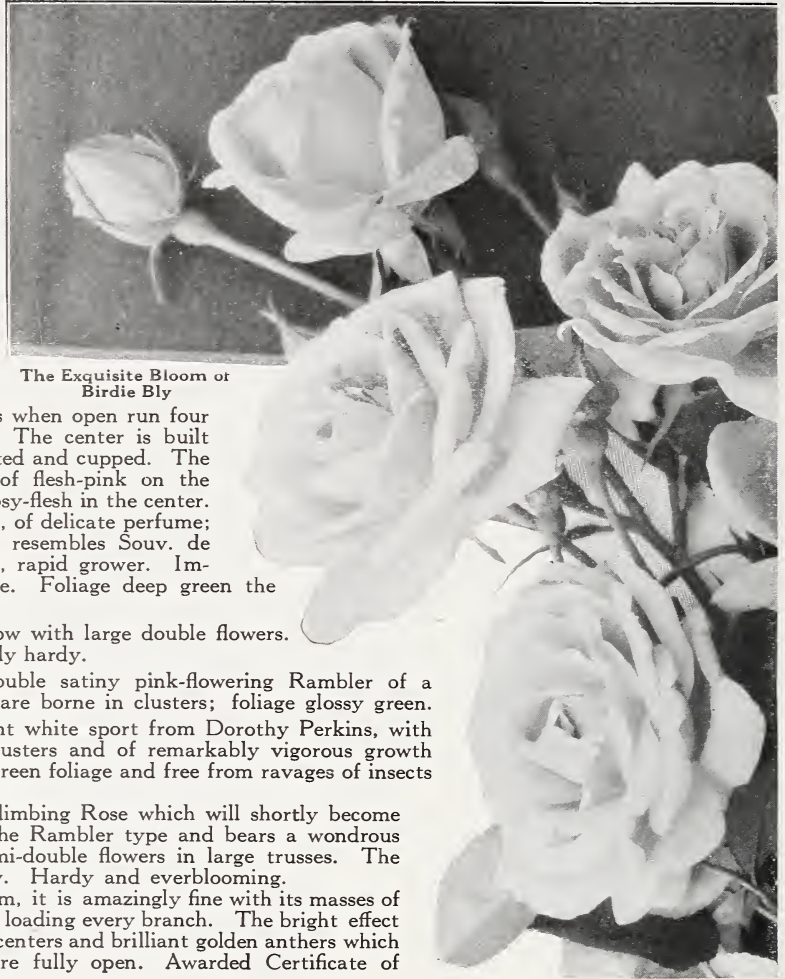 The Exquisite Bloom of
Birdie Bly
s when open run four
The center is built
ted and cupped. The
of flesh-pink on the
osy-flesh in the center.
, of delicate perfume;
resembles Souv. de
, rapid grower. Im-
e. Foliage deep green the
ow with large double flowers.
ly hardy.
ouble satiny pink-flowering Rambler of a
are borne in clusters; foliage glossy green.
nt white sport from Dorothy Perkins, with
lusters and of remarkably vigorous growth
reen foliage and free from ravages of insects
limbing Rose which will shortly become
he Rambler type and bears a wondrous
mi-double flowers in large trusses. The
y. Hardy and everblooming.
m, it is amazingly fine with its masses of
loading every branch. The bright effect
centers and brilliant golden anthers which
re fully open. Awarded Certificate of